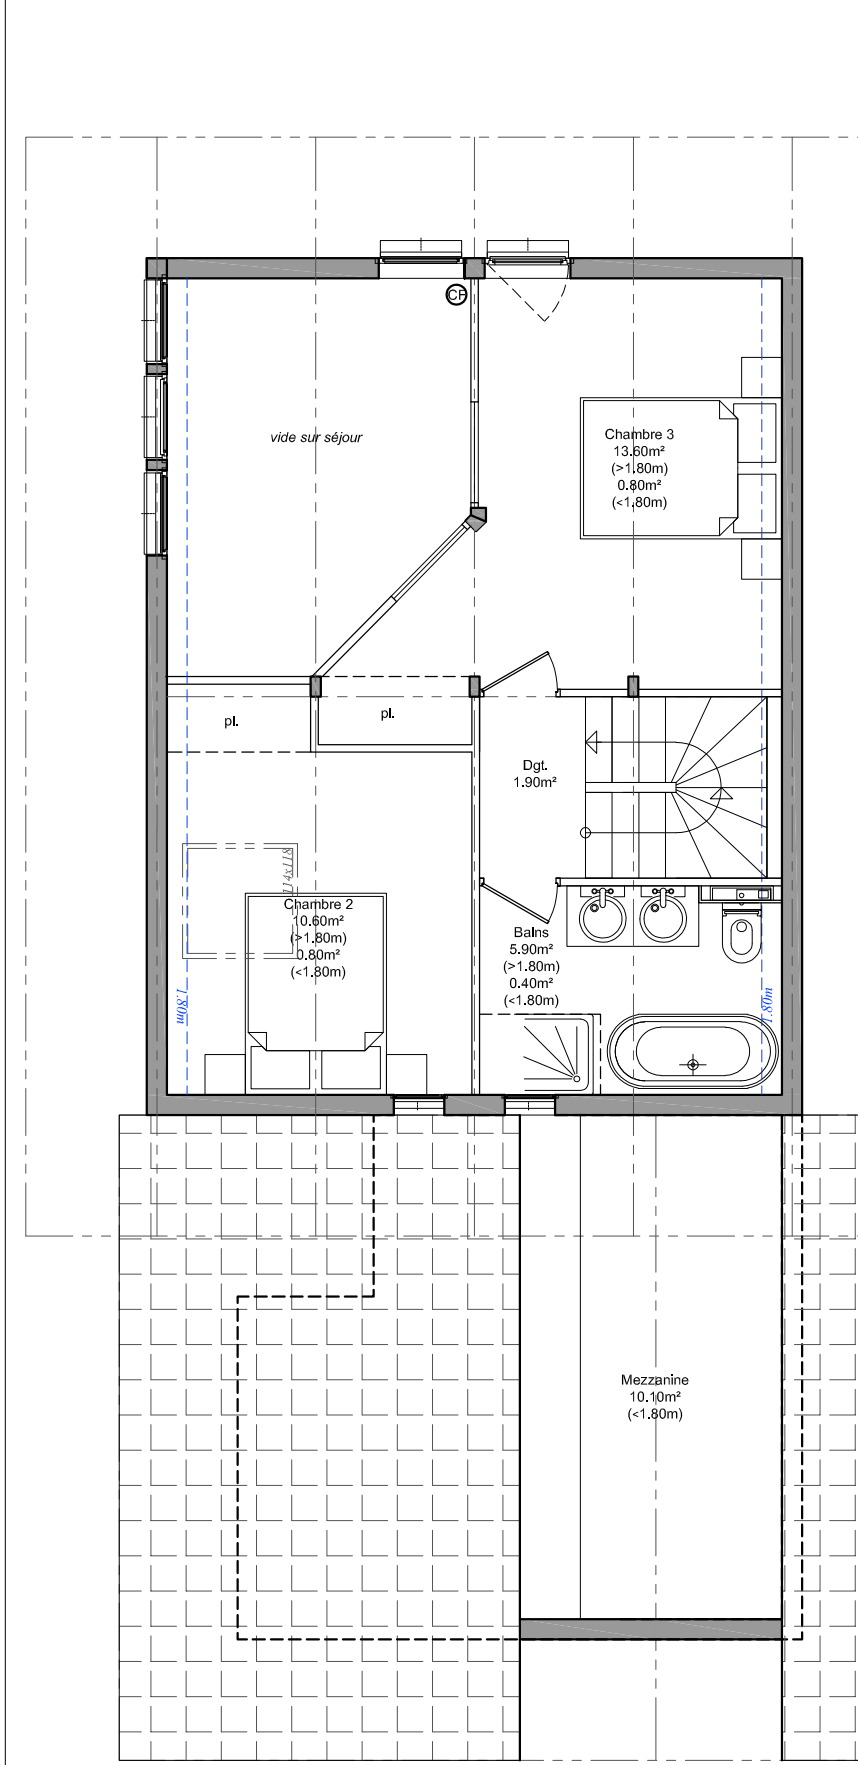 CF
vide sur séjour
Chambre 3
13.60m²
(>1.80m)
0.80m²
(<1.80m)
pl.
pl.
Dgt.
1.90m²
114x118
Chambre 2
10.60m²
(>1.80m)
0.80m²
(<1.80m)
Bains
5.90m²
(>1.80m)
0.40m²
(<1.80m)
1.80m
1.80m
Mezzanine
10.10m²
(<1.80m)